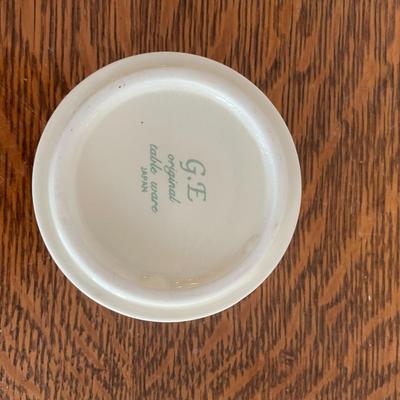 G.E
original
table ware
JAPAN